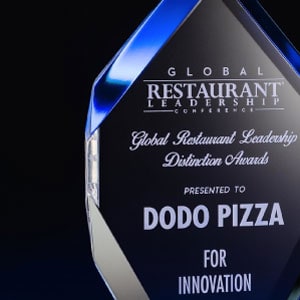 GLOBAL
RESTAURANT
LEADERSHIP
CONFERENCE
Global Restaurant Leadership
Distinction Awards
PRESENTED TO
DODO PIZZA
FOR
INNOVATION